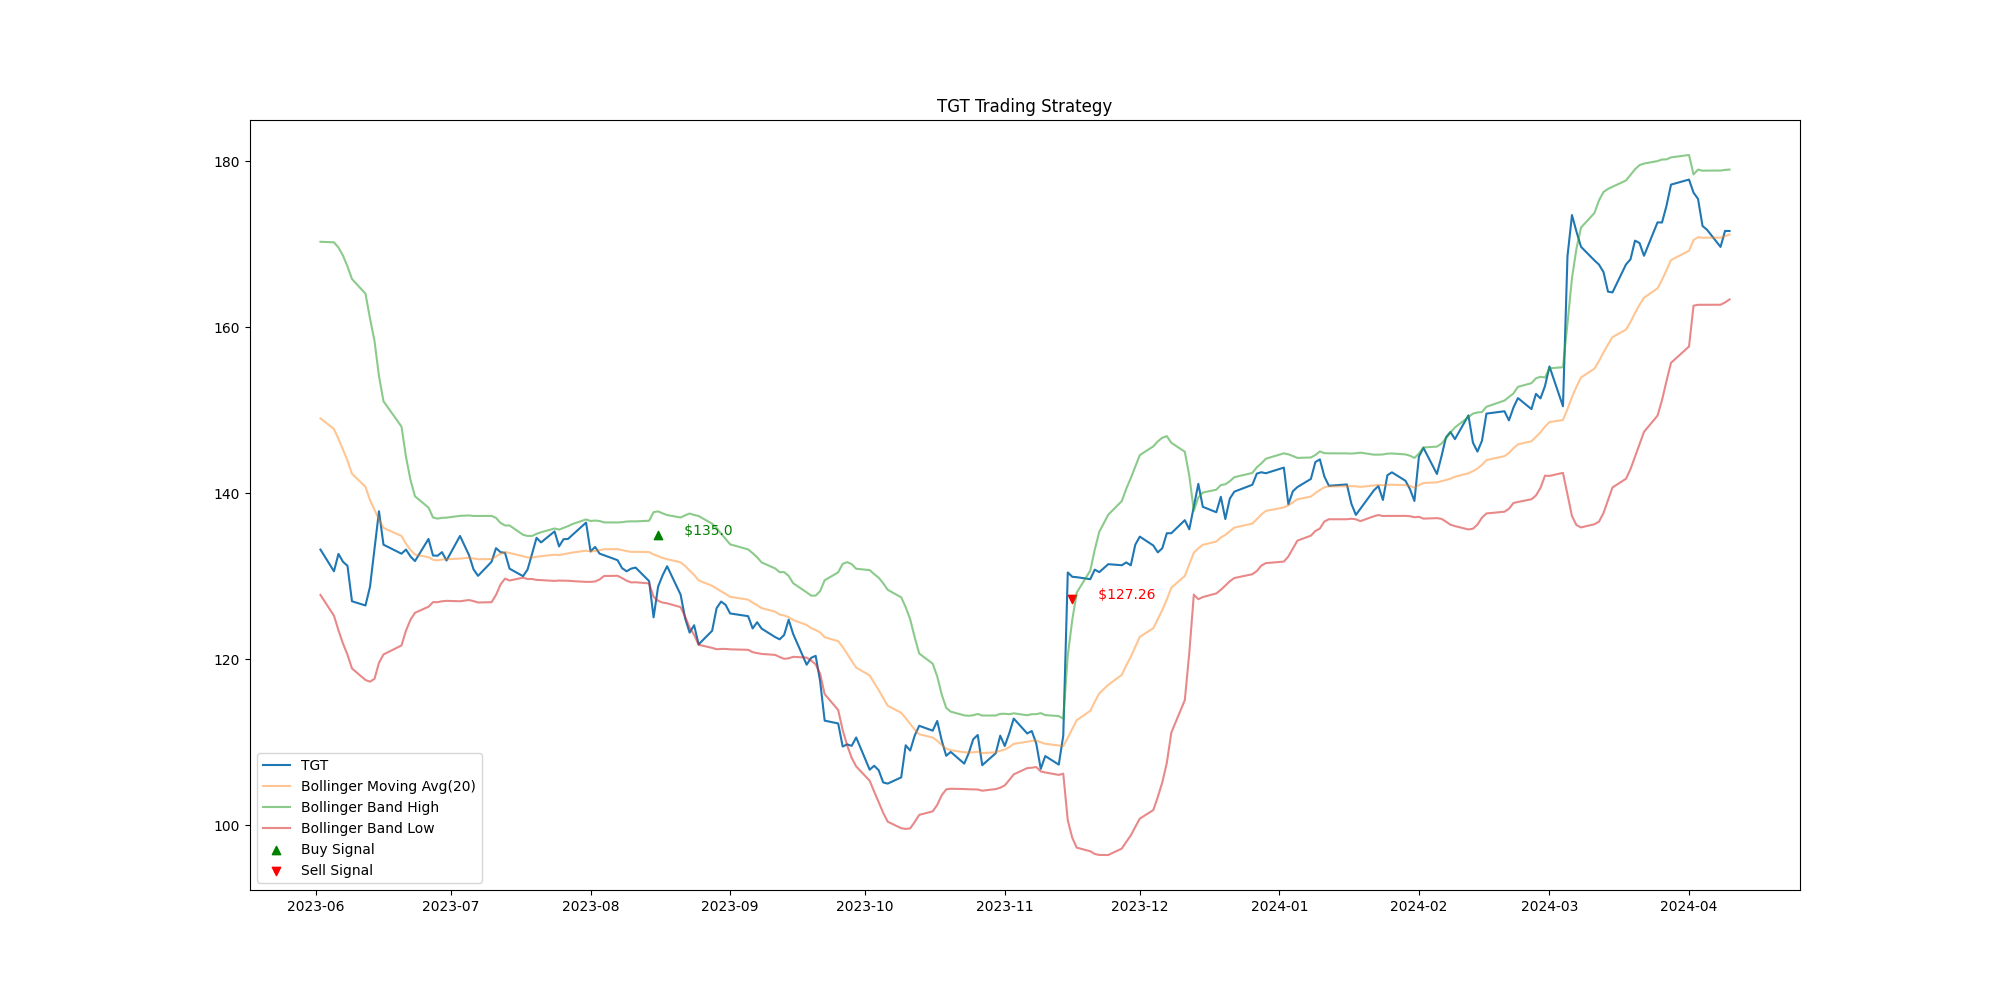 TGT Trading Strategy
180
160
140
120
100
$135.0
$127.26
TGT
Bollinger Moving Avg(20)
Bollinger Band High
Bollinger Band Low
Buy Signal
Sell Signal
2023-06 2023-07 2023-08 2023-09 2023-10 2023-11 2023-12 2024-01 2024-02 2024-03 2024-04